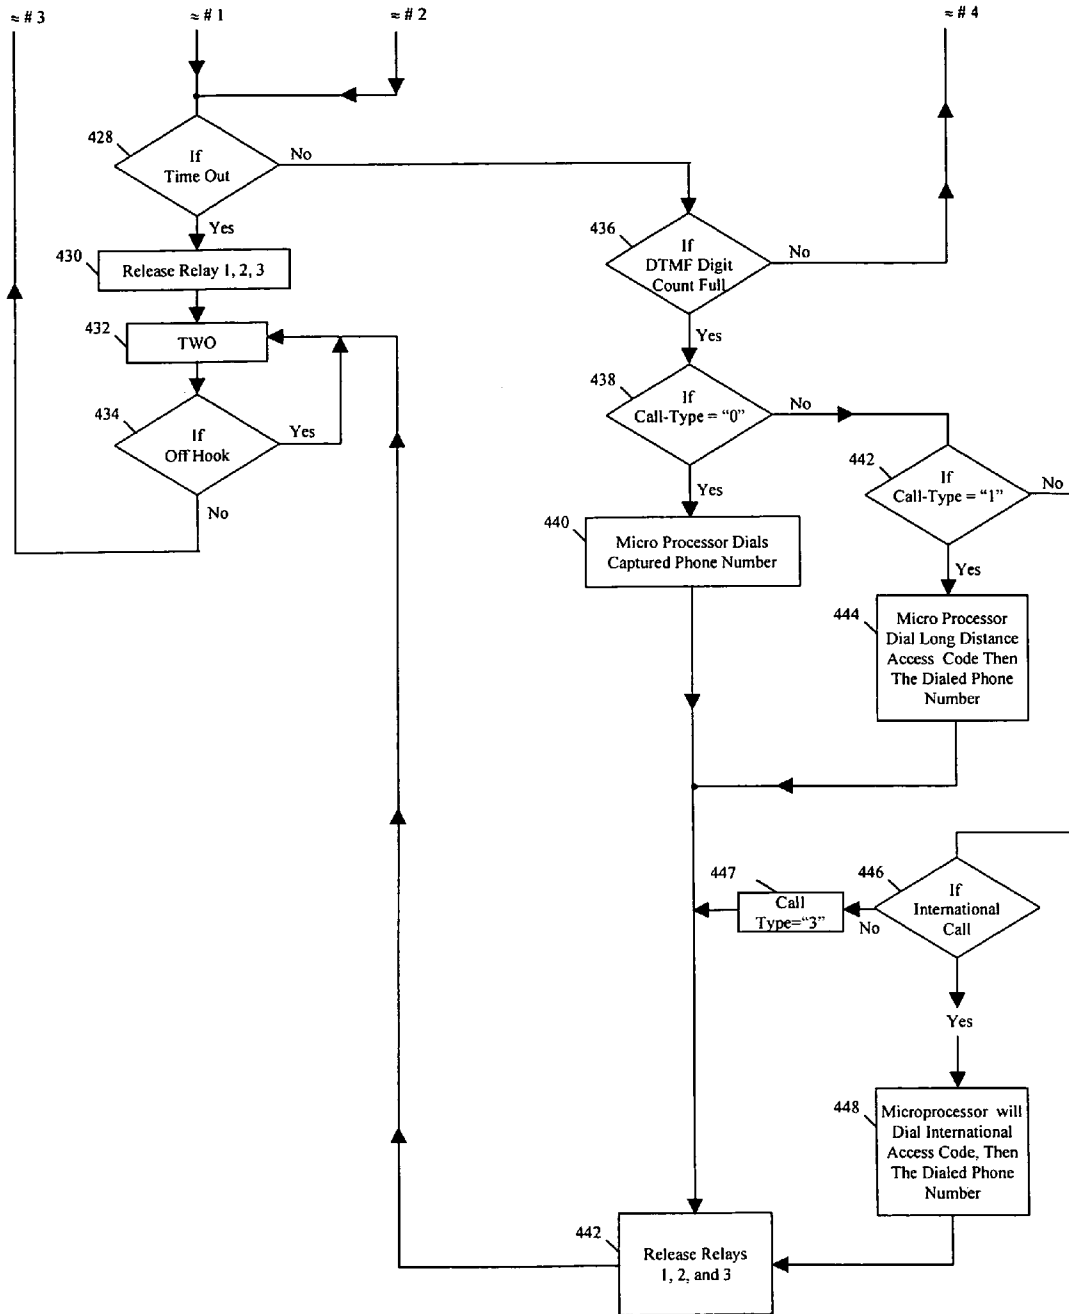 ≈ # 3
≈ # 1
≈ # 2
≈ # 4
428
If
Time Out
No
Yes
430
Release Relay 1, 2, 3
432
TWO
434
If
Off Hook
Yes
No
436
If
DTMF Digit
Count Full
No
Yes
438
If
Call-Type = “0”
No
Yes
440
Micro Processor Dials
Captured Phone Number
442
If
Call-Type = “1”
No
Yes
444
Micro Processor
Dial Long Distance
Access Code Then
The Dialed Phone
Number
446
If
International
Call
No
447
Call
Type=“3”
Yes
448
Microprocessor will
Dial International
Access Code, Then
The Dialed Phone
Number
442
Release Relays
1, 2, and 3